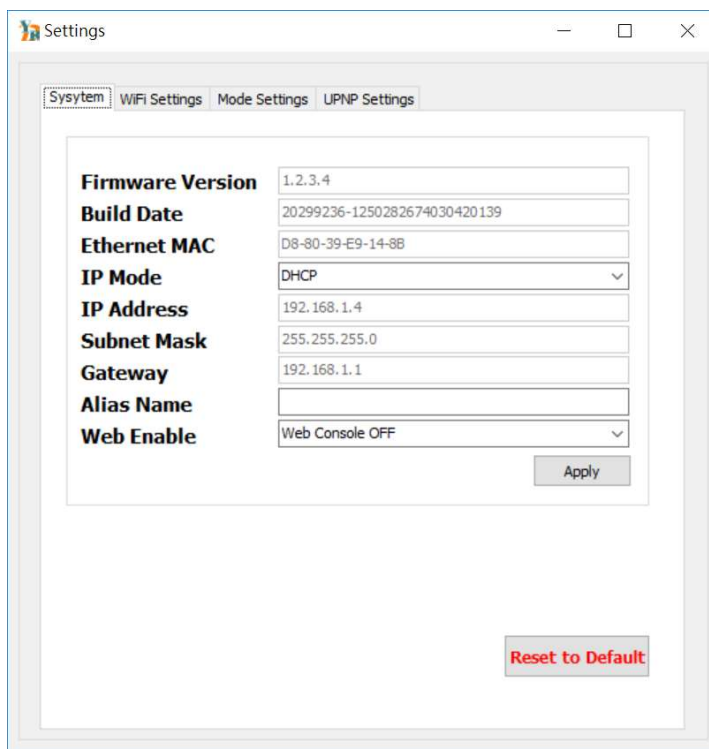 Settings
Sysytem WiFi Settings Mode Settings UPNP Settings
Firmware Version 1.2.3.4
Build Date 20299236-1250282674030420139
Ethernet MAC D8-80-39-E9-14-8B
IP Mode DHCP
IP Address 192.168.1.4
Subnet Mask 255.255.255.0
Gateway 192.168.1.1
Alias Name
Web Enable Web Console OFF
Apply
Reset to Default